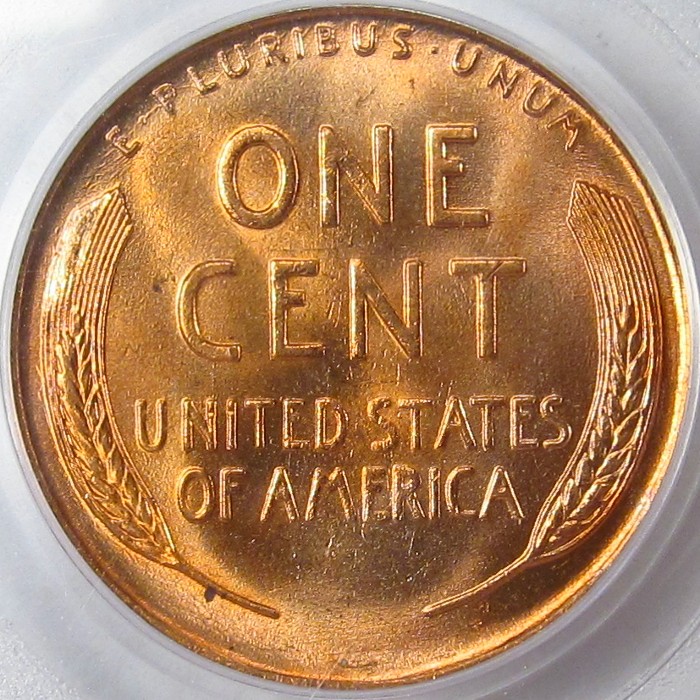 E · PLURIBUS · UNUM
ONE
CENT
UNITED STATES
OF AMERICA